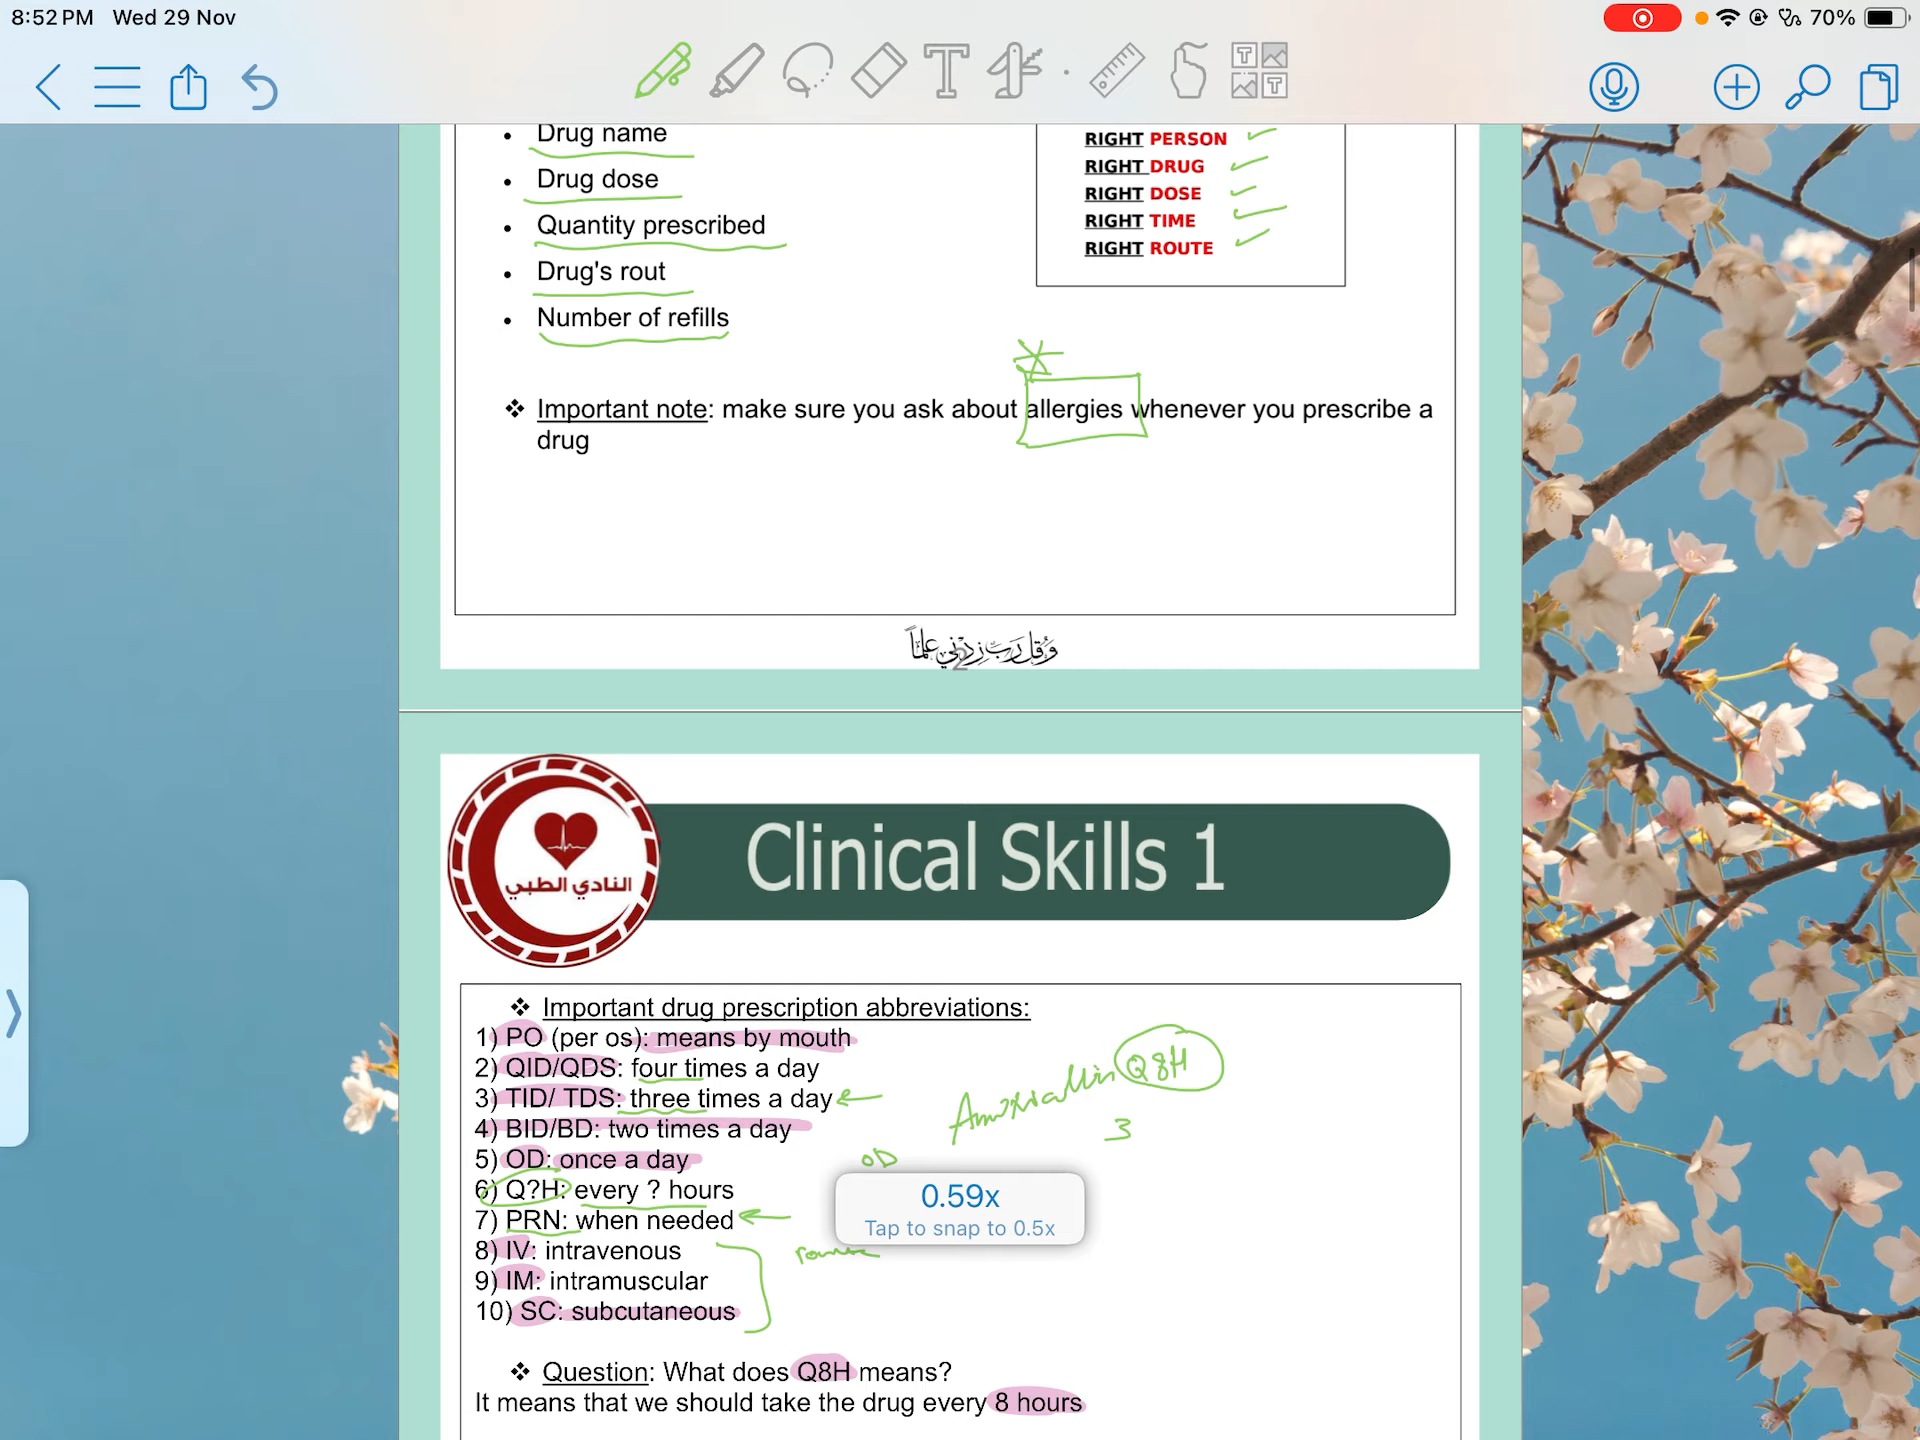 8:52 PM Wed 29 Nov
70%
• Drug name
• Drug dose
• Quantity prescribed
• Drug's rout
• Number of refills
RIGHT PERSON
RIGHT DRUG
RIGHT DOSE
RIGHT TIME
RIGHT ROUTE
❖ Important note: make sure you ask about allergies whenever you prescribe a
drug
وَقُل رَّبِّ زِدْنِي عِلْماً
2
النادي الطبي
Clinical Skills 1
❖ Important drug prescription abbreviations:
1) PO (per os): means by mouth
2) QID/QDS: four times a day
3) TID/ TDS: three times a day
4) BID/BD: two times a day
5) OD: once a day
6) Q?H: every ? hours
7) PRN: when needed
8) IV: intravenous
9) IM: intramuscular
10) SC: subcutaneous
Q8H
3
OD
0.59x
Tap to snap to 0.5x
❖ Question: What does Q8H means?
It means that we should take the drug every 8 hours